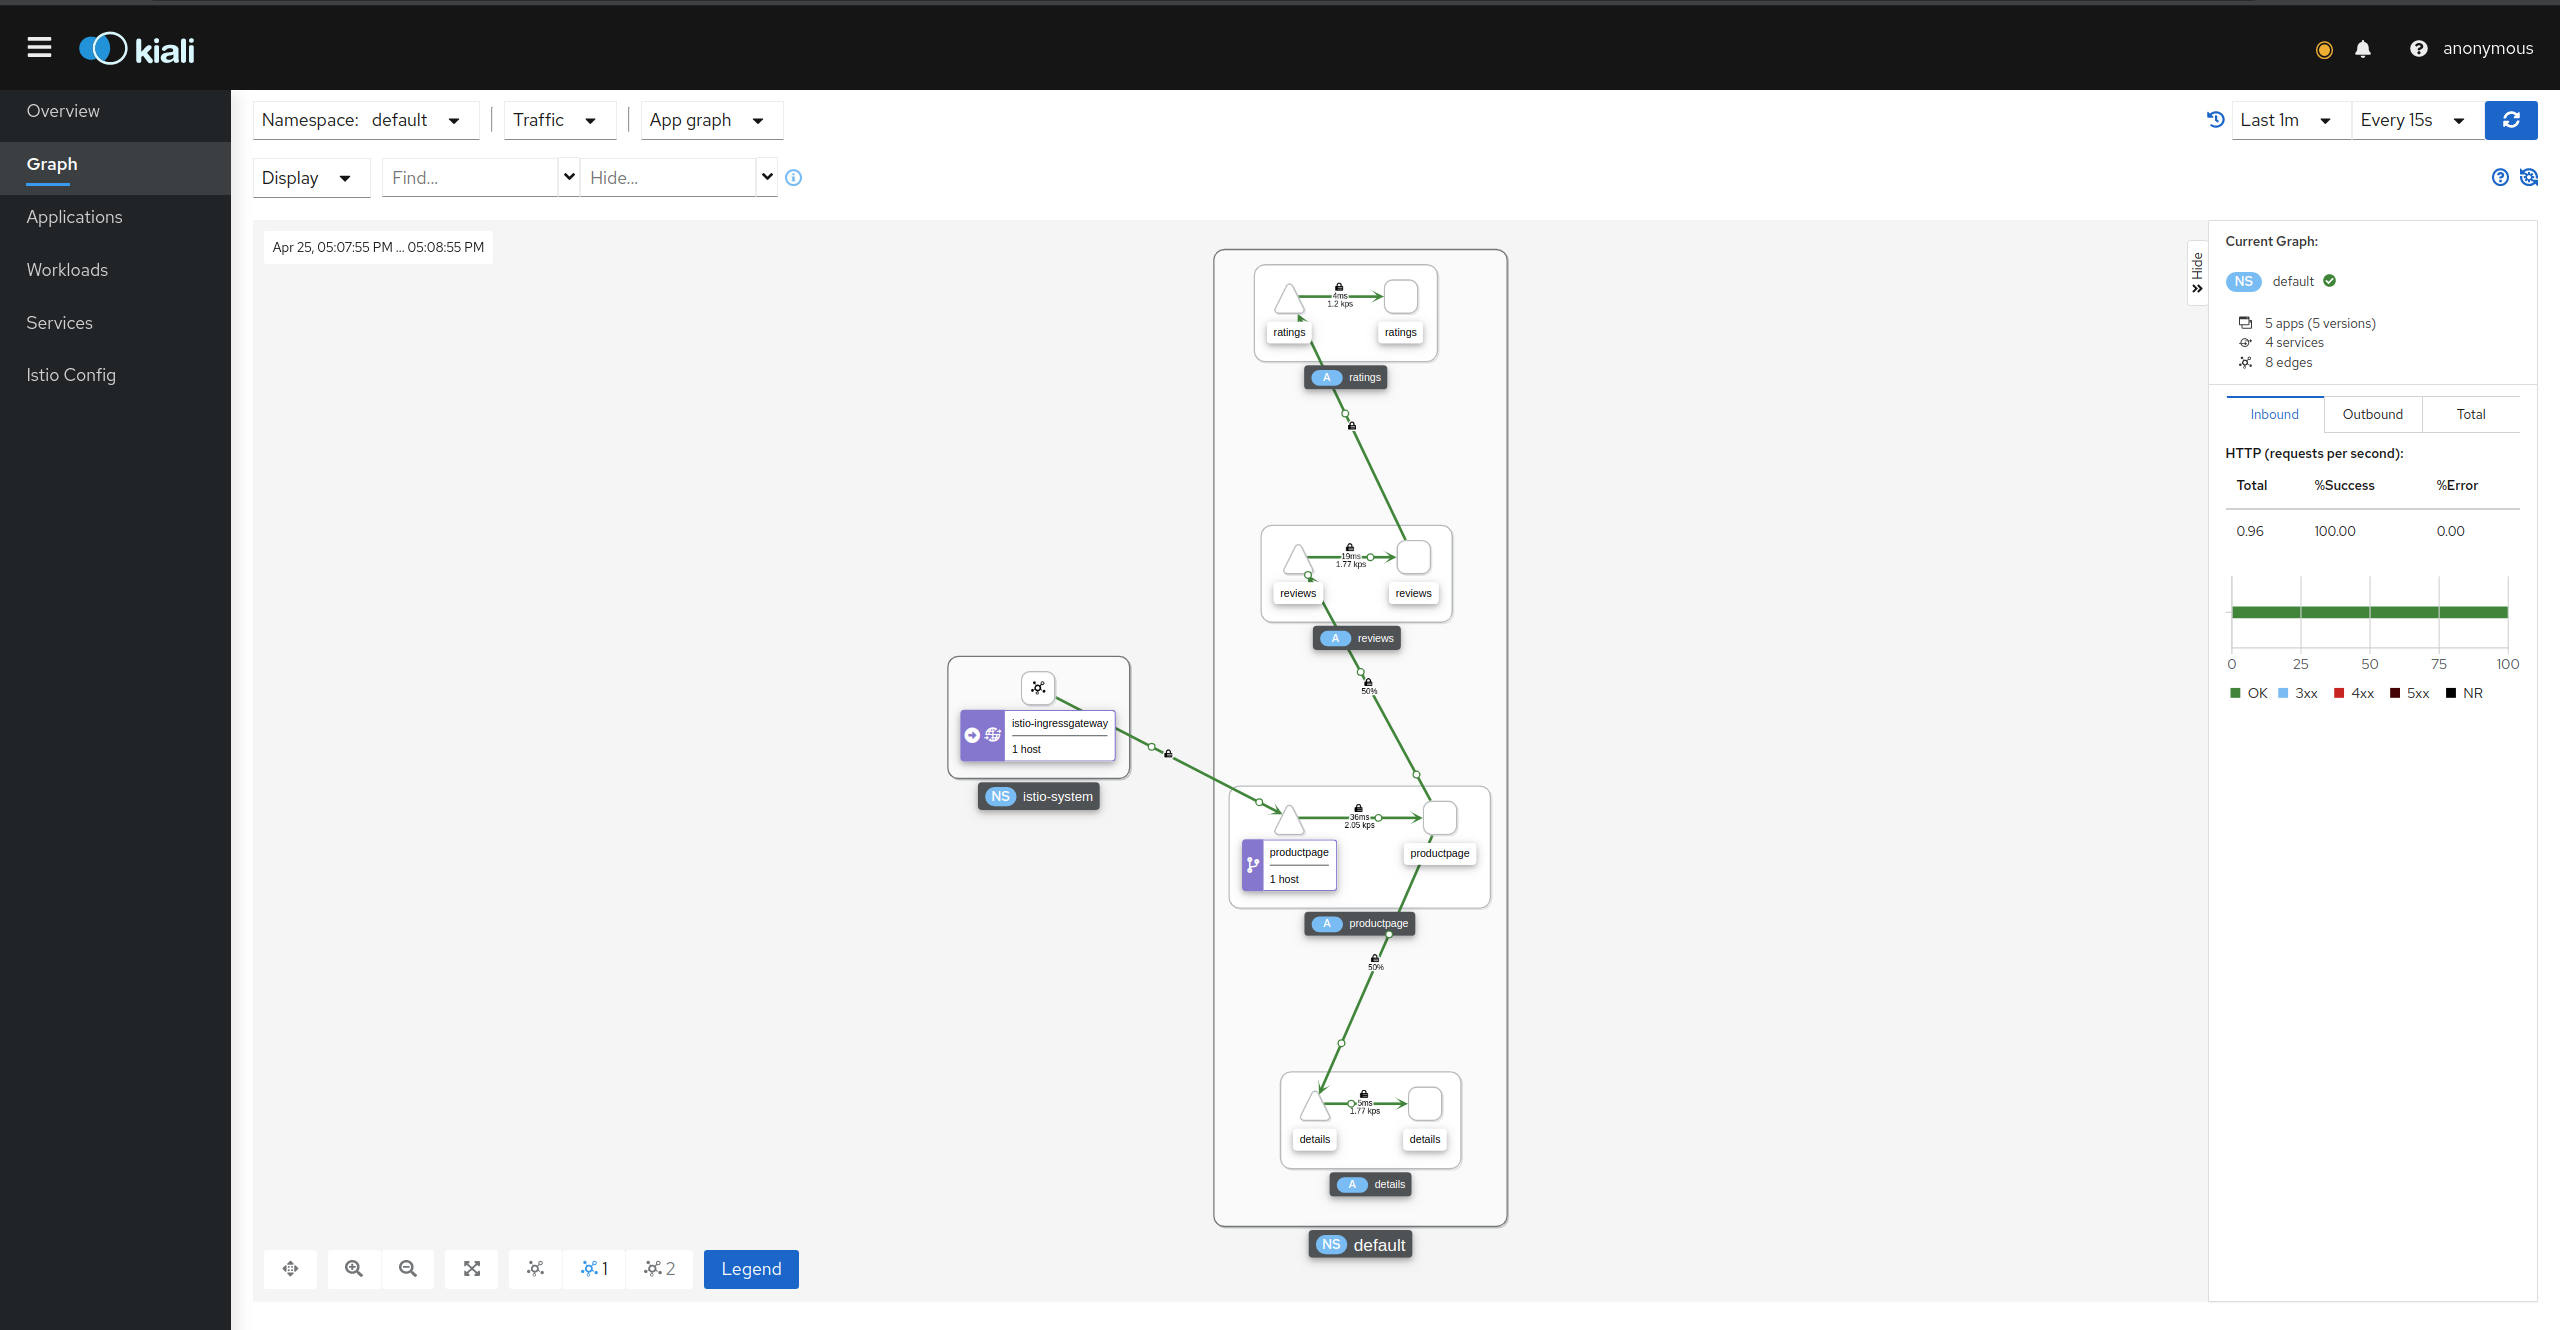 kiali
anonymous
Overview
Graph
Applications
Workloads
Services
Istio Config
Namespace: default
Traffic
App graph
Last 1m
Every 15s
Display
Find...
Hide...
Apr 25, 05:07:55 PM ... 05:08:55 PM
4ms
1.2 kps
ratings
ratings
A ratings
19ms
1.77 kps
reviews
reviews
A reviews
50%
istio-ingressgateway
1 host
NS istio-system
36ms
2.05 kps
productpage
1 host
productpage
A productpage
50%
5ms
1.77 kps
details
details
A details
NS default
1
2
Legend
Hide
Current Graph:
NS default
5 apps (5 versions)
4 services
8 edges
Inbound
Outbound
Total
HTTP (requests per second):
Total %Success %Error
0.96 100.00 0.00
0 25 50 75 100
OK 3xx 4xx 5xx NR